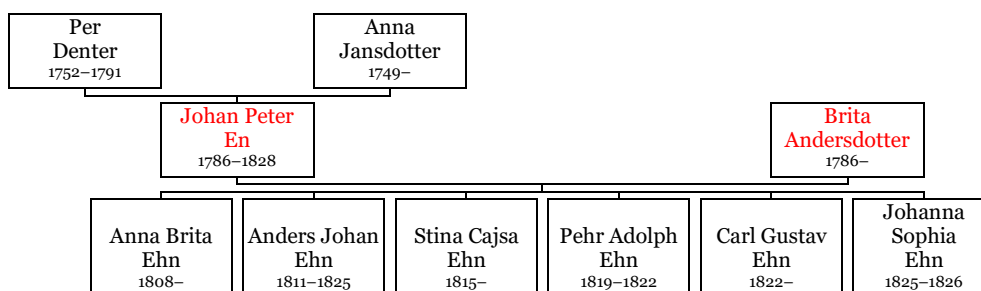 Per
Denter
1752–1791
Anna
Jansdotter
1749–
Johan Peter
En
1786–1828
Brita
Andersdotter
1786–
Anna Brita
Ehn
1808–
Anders Johan
Ehn
1811–1825
Stina Cajsa
Ehn
1815–
Pehr Adolph
Ehn
1819–1822
Carl Gustav
Ehn
1822–
Johanna
Sophia
Ehn
1825–1826